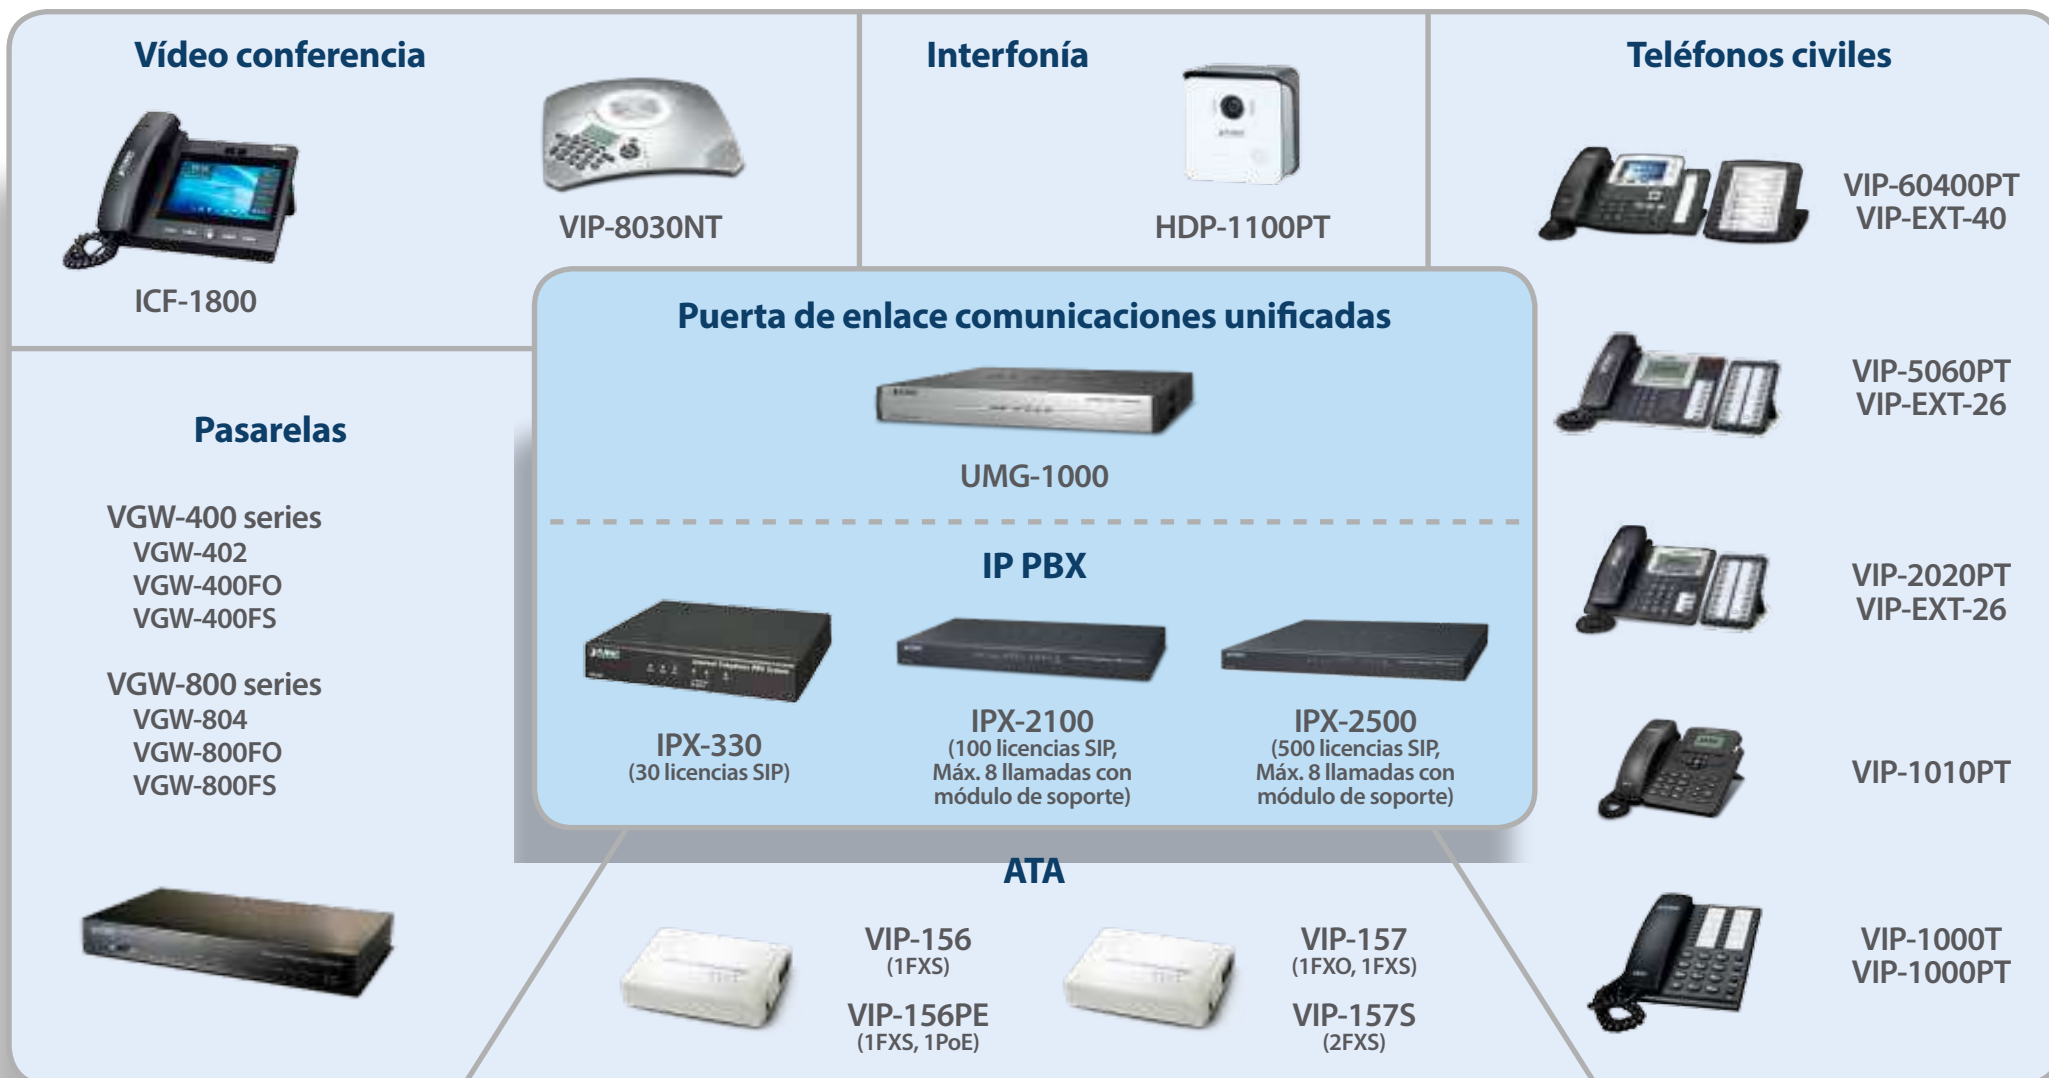 Vídeo conferencia
ICF-1800
VIP-8030NT
Interfonía
HDP-1100PT
Teléfonos civiles
VIP-60400PT
VIP-EXT-40
VIP-5060PT
VIP-EXT-26
VIP-2020PT
VIP-EXT-26
VIP-1010PT
VIP-1000T
VIP-1000PT
Puerta de enlace comunicaciones unificadas
UMG-1000
IP PBX
Internet Telephony PBX System
IPX-330
(30 licencias SIP)
IPX-2100
(100 licencias SIP,
Máx. 8 llamadas con
módulo de soporte)
IPX-2500
(500 licencias SIP,
Máx. 8 llamadas con
módulo de soporte)
Pasarelas
VGW-400 series
VGW-402
VGW-400FO
VGW-400FS
VGW-800 series
VGW-804
VGW-800FO
VGW-800FS
ATA
VIP-156
(1FXS)
VIP-156PE
(1FXS, 1PoE)
VIP-157
(1FXO, 1FXS)
VIP-157S
(2FXS)